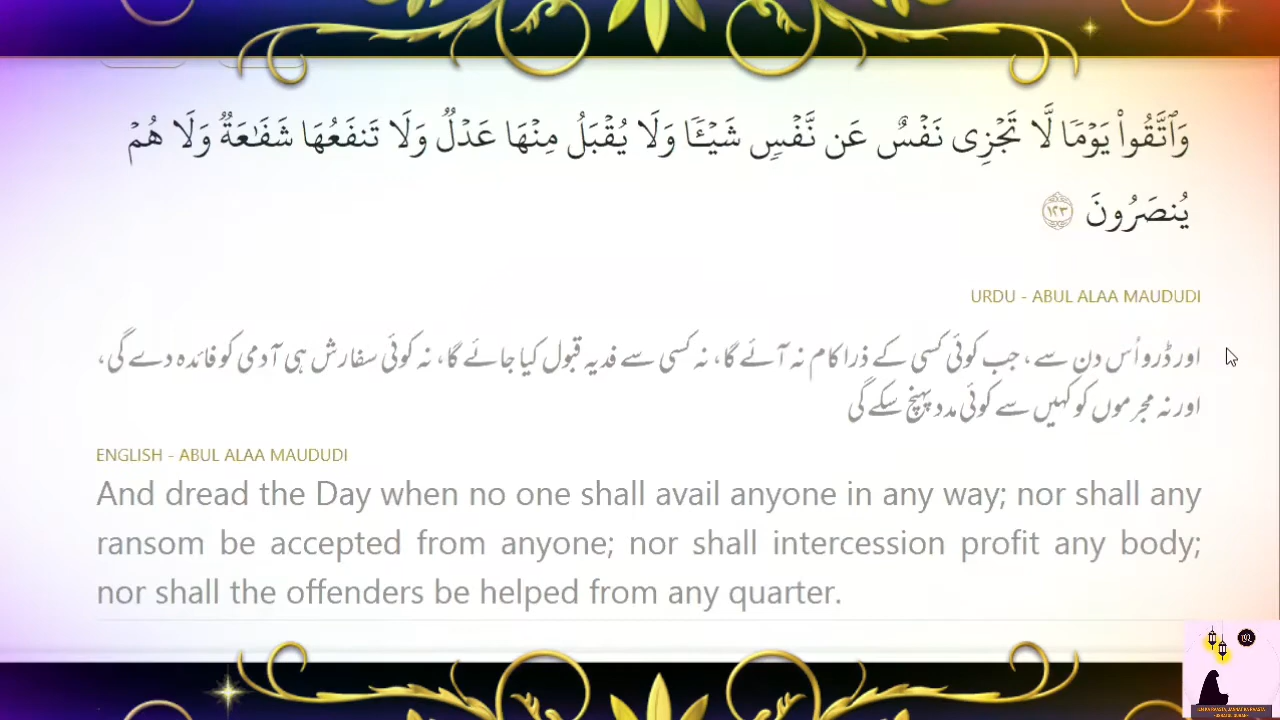 وَٱتَّقُوا۟ يَوْمًا لَّا تَجْزِى نَفْسٌ عَن نَّفْسٍ شَيْـًٔا وَلَا يُقْبَلُ مِنْهَا عَدْلٌ وَلَا تَنفَعُهَا شَفَـٰعَةٌ وَلَا هُمْ
يُنصَرُونَ ١٢٣
URDU - ABUL ALAA MAUDUDI
اور ڈرو اُس دن سے، جب کوئی کسی کے ذرا کام نہ آئے گا، نہ کسی سے فدیہ قبول کیا جائے گا، نہ کوئی سفارش ہی آدمی کو فائدہ دے گی،
اور نہ مجرموں کو کہیں سے کوئی مدد پہنچ سکے گی
ENGLISH - ABUL ALAA MAUDUDI
And dread the Day when no one shall avail anyone in any way; nor shall any
ransom be accepted from anyone; nor shall intercession profit any body;
nor shall the offenders be helped from any quarter.